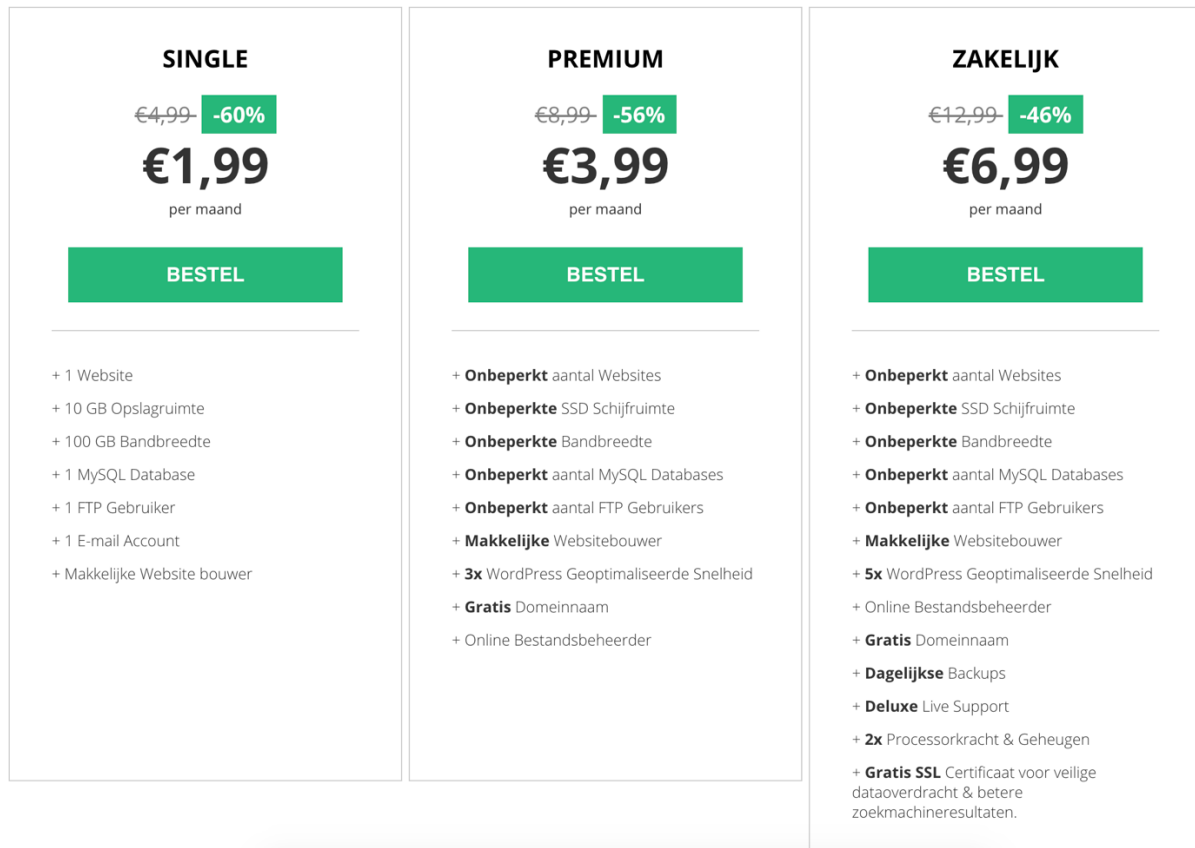 SINGLE
€4,99 -60%
€1,99
per maand
BESTEL
+ 1 Website
+ 10 GB Opslagruimte
+ 100 GB Bandbreedte
+ 1 MySQL Database
+ 1 FTP Gebruiker
+ 1 E-mail Account
+ Makkelijke Website bouwer
PREMIUM
€8,99 -56%
€3,99
per maand
BESTEL
+ Onbeperkt aantal Websites
+ Onbeperkte SSD Schijfruimte
+ Onbeperkte Bandbreedte
+ Onbeperkt aantal MySQL Databases
+ Onbeperkt aantal FTP Gebruikers
+ Makkelijke Websitebouwer
+ 3x WordPress Geoptimaliseerde Snelheid
+ Gratis Domeinnaam
+ Online Bestandsbeheerder
ZAKELIJK
€12,99 -46%
€6,99
per maand
BESTEL
+ Onbeperkt aantal Websites
+ Onbeperkte SSD Schijfruimte
+ Onbeperkte Bandbreedte
+ Onbeperkt aantal MySQL Databases
+ Onbeperkt aantal FTP Gebruikers
+ Makkelijke Websitebouwer
+ 5x WordPress Geoptimaliseerde Snelheid
+ Online Bestandsbeheerder
+ Gratis Domeinnaam
+ Dagelijkse Backups
+ Deluxe Live Support
+ 2x Processorkracht & Geheugen
+ Gratis SSL Certificaat voor veilige
dataoverdracht & betere
zoekmachineresultaten.